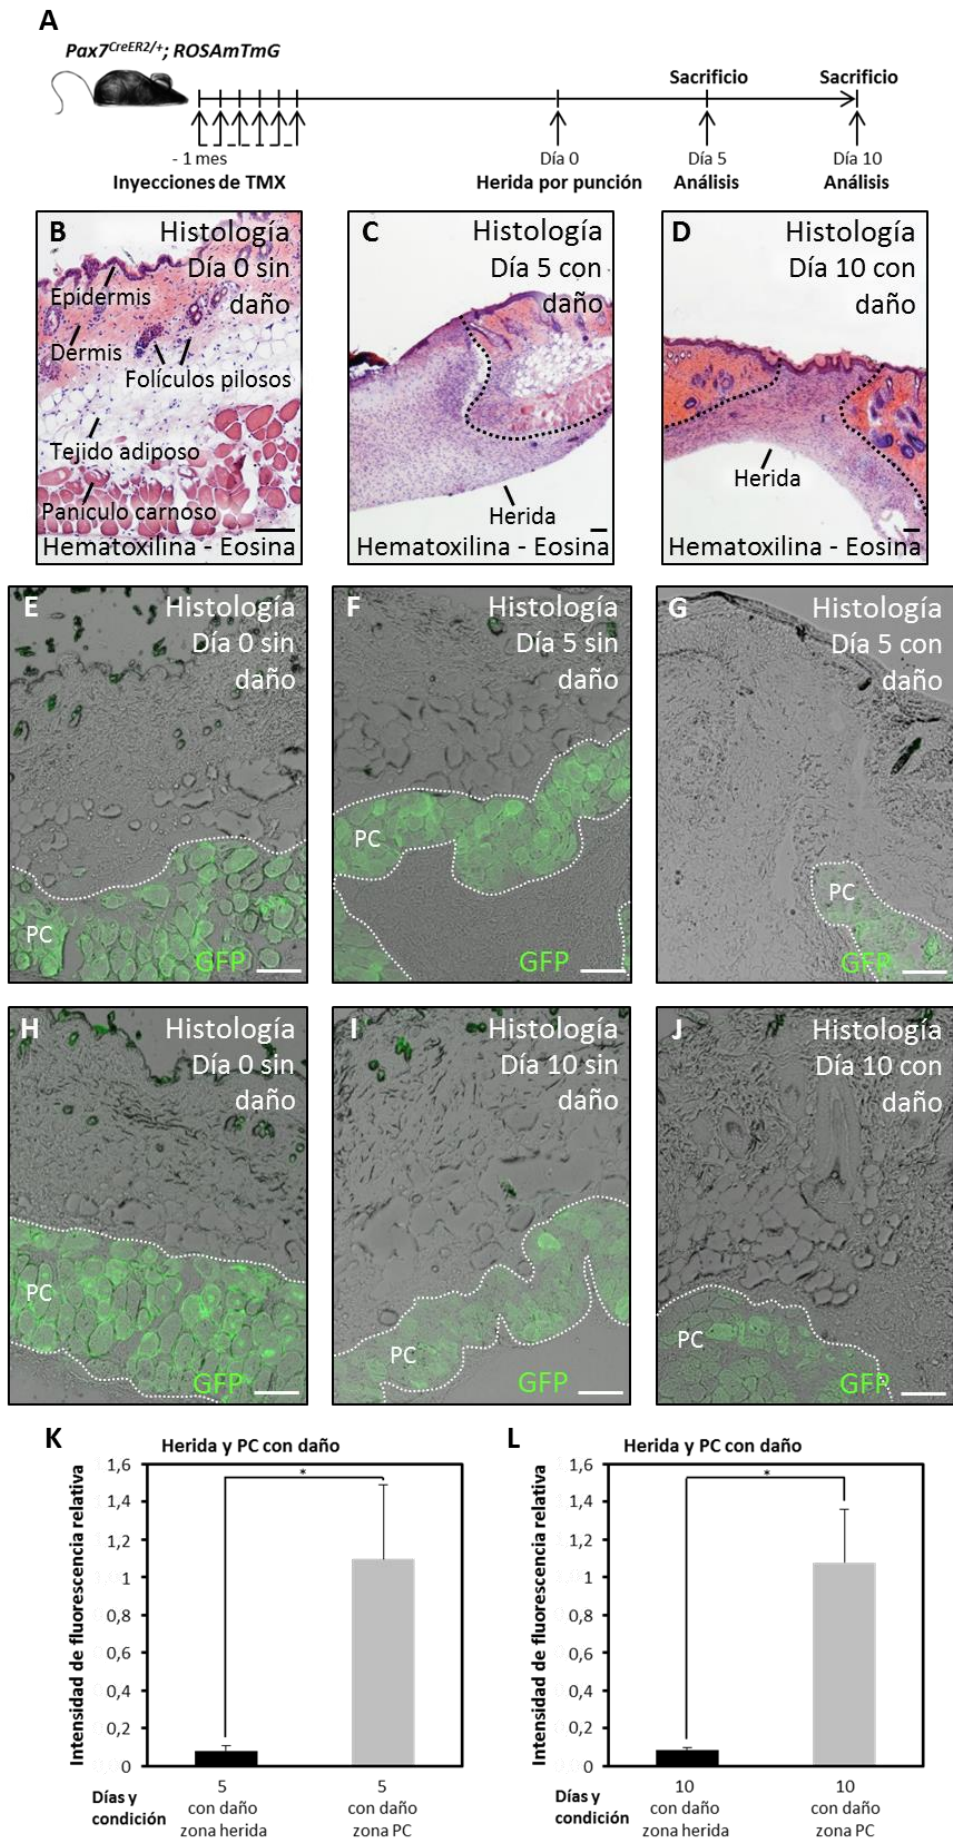 A
Pax7CreER2/+; ROSAmTmG
Sacrificio
Sacrificio
- 1 mes
Día 0
Día 5
Día 10
Inyecciones de TMX
Herida por punción
Análisis
Análisis
B
Histología
Día 0 sin
daño
Epidermis
Dermis
Folículos pilosos
Tejido adiposo
Panículo carnoso
Hematoxilina - Eosina
C
Histología
Día 5 con
daño
Herida
Hematoxilina - Eosina
D
Histología
Día 10 con
daño
Herida
Hematoxilina - Eosina
E
Histología
Día 0 sin
daño
PC
GFP
F
Histología
Día 5 sin
daño
PC
GFP
G
Histología
Día 5 con
daño
PC
GFP
H
Histología
Día 0 sin
daño
PC
GFP
I
Histología
Día 10 sin
daño
PC
GFP
J
Histología
Día 10 con
daño
PC
GFP
K
Herida y PC con daño
Intensidad de fluorescencia relativa
1,6
1,4
1,2
1
0,8
0,6
0,4
0,2
0
*
Días y
condición
5
con daño
zona herida
5
con daño
zona PC
L
Herida y PC con daño
Intensidad de fluorescencia relativa
1,6
1,4
1,2
1
0,8
0,6
0,4
0,2
0
*
Días y
condición
10
con daño
zona herida
10
con daño
zona PC